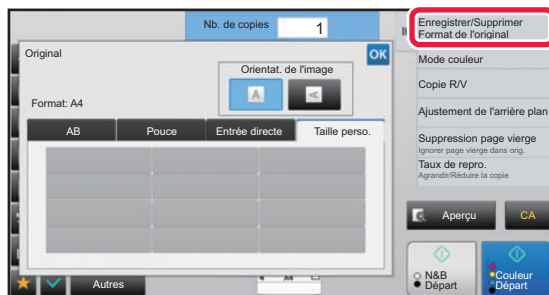 Nb. de copies
1
Original
OK
Orientat. de l'image
A
A
Format: A4
AB
Pouce
Entrée directe
Taille perso.
Autres
A4
Enregistrer/Supprimer
Format de l'original
Mode couleur
Copie R/V
Ajustement de l'arrière plan
Suppression page vierge
Ignorer page vierge dans orig.
Taux de repro.
Agrandir/Réduire la copie
Aperçu
CA
N&B
Départ
Couleur
Départ